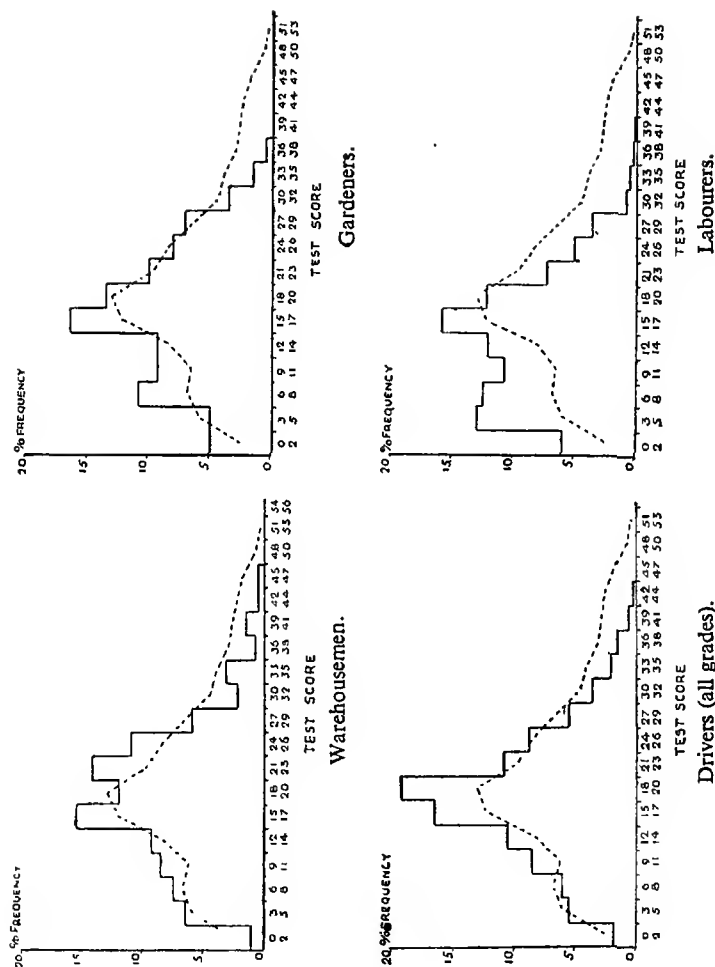 20 % FREQUENCY
15
10
5
0
0 3 6 9 12 15 18 21 24 27 30 33 36 39 42 45 48 51 54
2 5 8 11 14 17 20 23 26 29 32 35 38 41 44 47 50 53 56
TEST SCORE
Warehousemen.
20 % FREQUENCY
15
10
5
0
0 3 6 9 12 15 18 21 24 27 30 33 36 39 42 45 48 51
2 5 8 11 14 17 20 23 26 29 32 35 38 41 44 47 50 53
TEST SCORE
Gardeners.
20 % FREQUENCY
15
10
5
0
0 3 6 9 12 15 18 21 24 27 30 33 36 39 42 45 48 51
2 5 8 11 14 17 20 23 26 29 32 35 38 41 44 47 50 53
TEST SCORE
Drivers (all grades).
20 % FREQUENCY
15
10
5
0
0 3 6 9 12 15 18 21 24 27 30 33 36 39 42 45 48 51
2 5 8 11 14 17 20 23 26 29 32 35 38 41 44 47 50 53
TEST SCORE
Labourers.